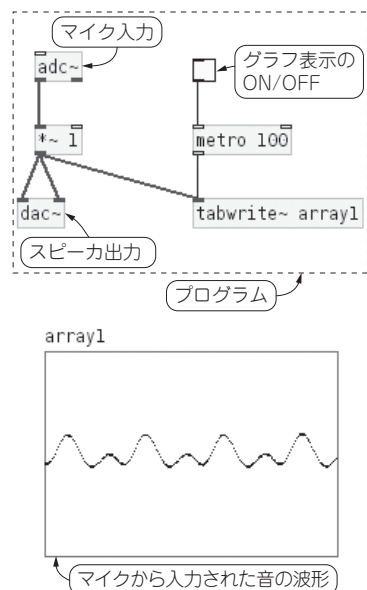 マイク入力
グラフ表示の
ON/OFF
adc~
*~ 1
metro 100
dac~
tabwrite~ array1
スピーカ出力
プログラム
array1
マイクから入力された音の波形